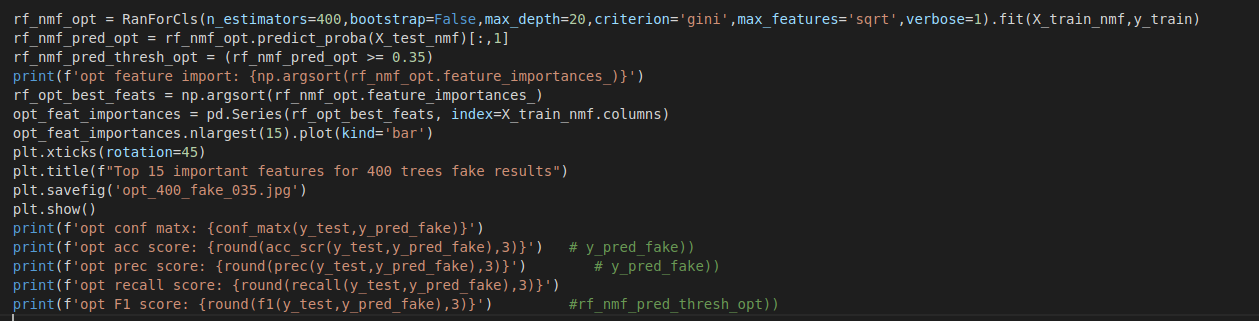 rf_nmf_opt = RanForCls(n_estimators=400,bootstrap=False,max_depth=20,criterion='gini',max_features='sqrt',verbose=1).fit(X_train_nmf,y_train)
rf_nmf_pred_opt = rf_nmf_opt.predict_proba(X_test_nmf)[:,1]
rf_nmf_pred_thresh_opt = (rf_nmf_pred_opt >= 0.35)
print(f'opt feature import: {np.argsort(rf_nmf_opt.feature_importances_)}')
rf_opt_best_feats = np.argsort(rf_nmf_opt.feature_importances_)
opt_feat_importances = pd.Series(rf_opt_best_feats, index=X_train_nmf.columns)
opt_feat_importances.nlargest(15).plot(kind='bar')
plt.xticks(rotation=45)
plt.title(f"Top 15 important features for 400 trees fake results")
plt.savefig('opt_400_fake_035.jpg')
plt.show()
print(f'opt conf matx: {conf_matx(y_test,y_pred_fake)}')
print(f'opt acc score: {round(acc_scr(y_test,y_pred_fake),3)}')   # y_pred_fake))
print(f'opt prec score: {round(prec(y_test,y_pred_fake),3)}')        # y_pred_fake))
print(f'opt recall score: {round(recall(y_test,y_pred_fake),3)}')
print(f'opt F1 score: {round(f1(y_test,y_pred_fake),3)}')         #rf_nmf_pred_thresh_opt))